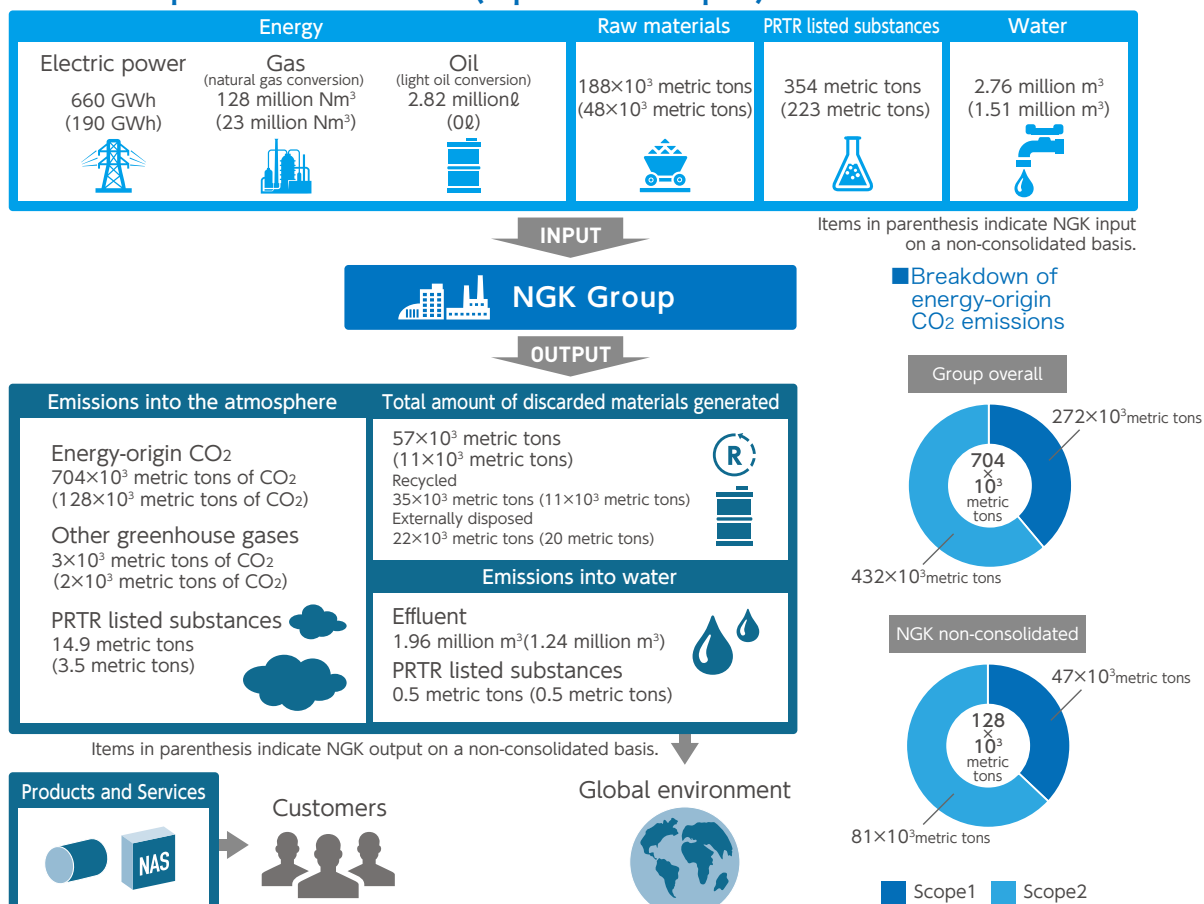 Energy
Raw materials
PRTR listed substances
Water
Electric power
660 GWh
(190 GWh)
Gas
(natural gas conversion)
128 million Nm³
(23 million Nm³)
Oil
(light oil conversion)
2.82 millionℓ
(0ℓ)
188×10³ metric tons
(48×10³ metric tons)
354 metric tons
(223 metric tons)
2.76 million m³
(1.51 million m³)
Items in parenthesis indicate NGK input
on a non-consolidated basis.
INPUT
NGK Group
OUTPUT
Emissions into the atmosphere
Energy-origin CO2
704×10³ metric tons of CO2
(128×10³ metric tons of CO2)
Other greenhouse gases
3×10³ metric tons of CO2
(2×10³ metric tons of CO2)
PRTR listed substances
14.9 metric tons
(3.5 metric tons)
Total amount of discarded materials generated
57×10³ metric tons
(11×10³ metric tons)
Recycled
35×10³ metric tons (11×10³ metric tons)
Externally disposed
22×10³ metric tons (20 metric tons)
R
Emissions into water
Effluent
1.96 million m³(1.24 million m³)
PRTR listed substances
0.5 metric tons (0.5 metric tons)
Items in parenthesis indicate NGK output on a non-consolidated basis.
Products and Services
NAS
Customers
Global environment
■Breakdown of
energy-origin
CO2 emissions
Group overall
272×10³metric tons
704
×
10³
metric
tons
432×10³metric tons
NGK non-consolidated
47×10³metric tons
128
×
10³
metric
tons
81×10³metric tons
Scope1 Scope2